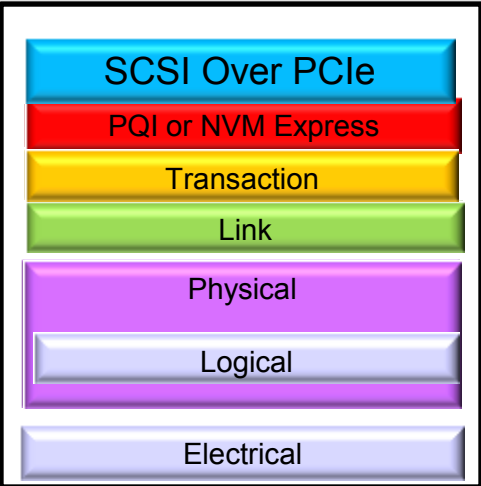 SCSI Over PCIe
PQI or NVM Express
Transaction
Link
Physical
Logical
Electrical